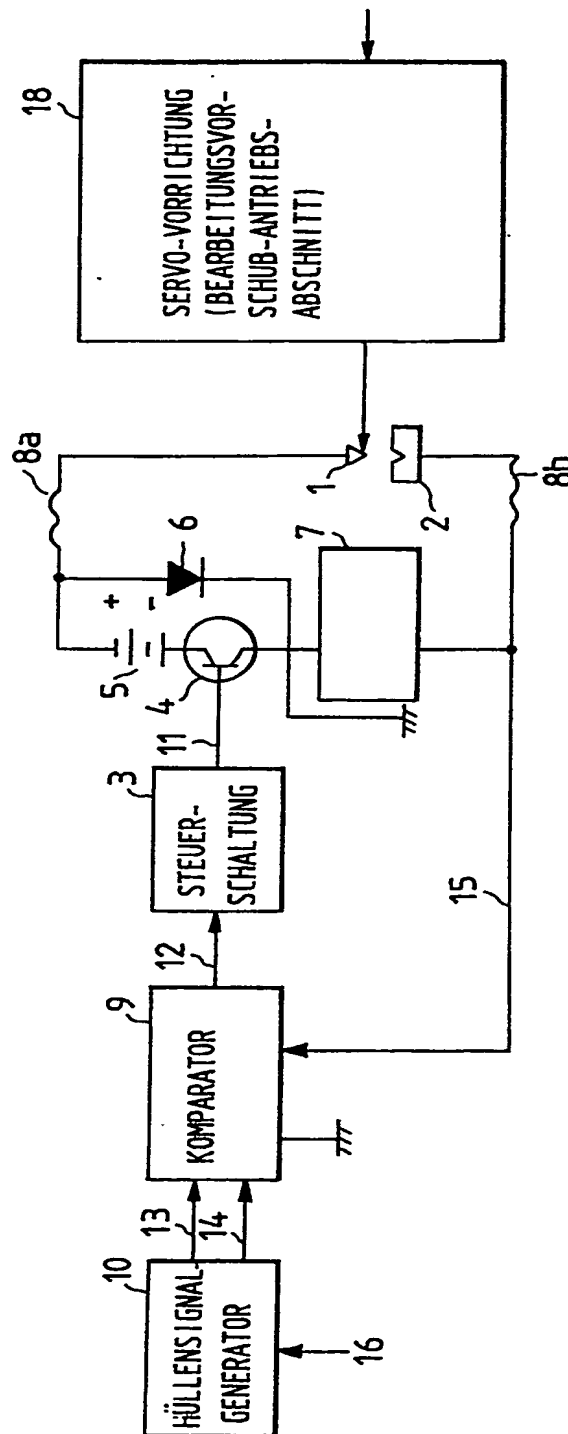 10
HÜLLENSIGNAL-
GENERATOR
16
13
14
9
KOMPARATOR
12
3
STEUER-
SCHALTUNG
11
4
5
+
-
6
7
15
8a
8b
1
2
18
SERVO-VORRICHTUNG
(BEARBEITUNGSVOR-
SCHUB-ANTRIEBS-
ABSCHNITT)